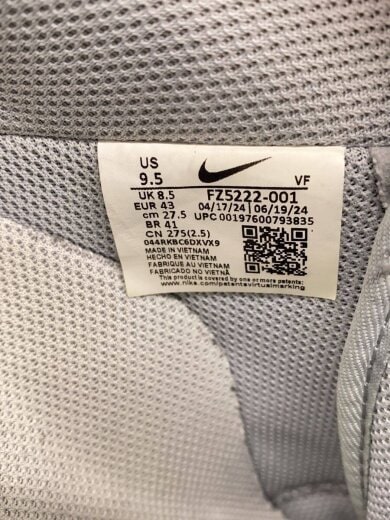 US
9.5 VF
UK 8.5 FZ5222-001
EUR 43 04/17/24 | 06/19/24
cm 27.5 UPC 00197600793835
BR 41
CN 275(2.5)
044RKBC6DXVX9
MADE IN VIETNAM
HECHO EN VIETNAM
FABRIQUE AU VIETNAM
FABRICADO NO VIETNÃ
This product is covered by one or more patents.
www.nike.com/patentsvirtualmarking